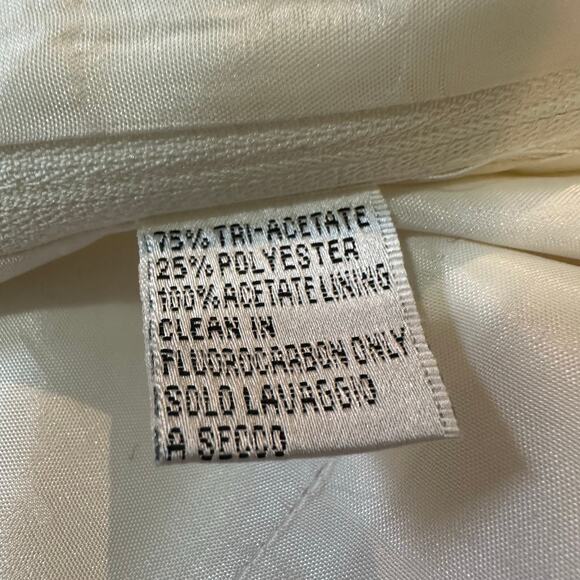 75% TRI-ACETATE
25% POLYESTER
100% ACETATE LINING
CLEAN IN
FLUOROCARBON ONLY
SOLO LAVAGGIO
A SECCO